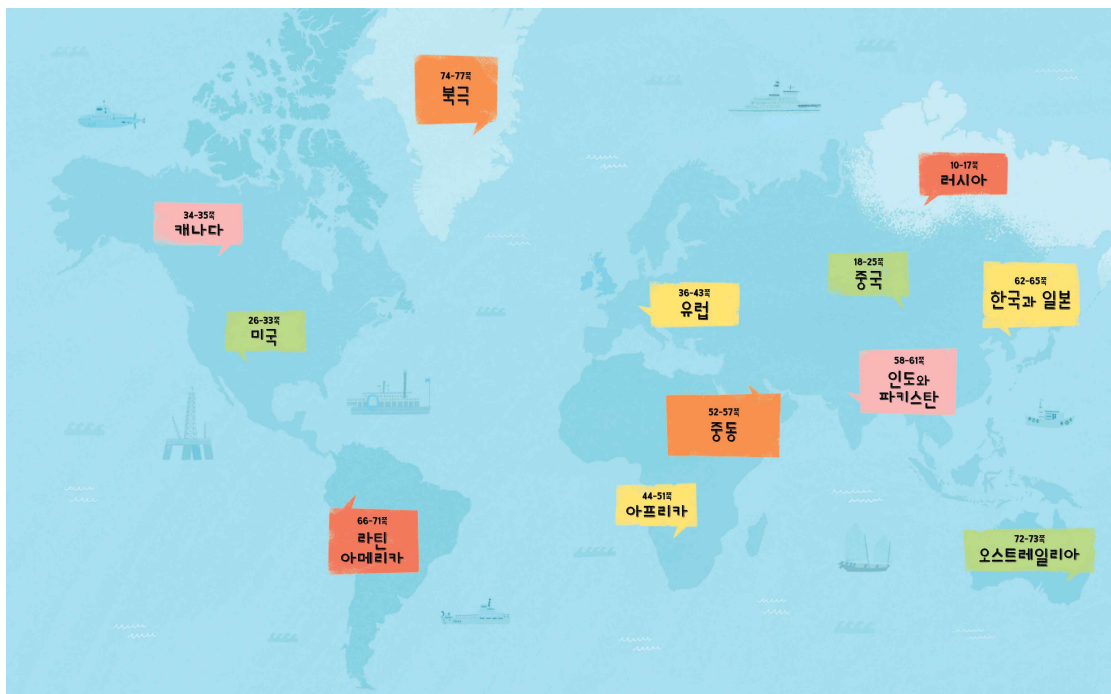 74-77쪽
북극
10-17쪽
러시아
34-35쪽
캐나다
18-25쪽
중국
62-65쪽
한국과 일본
36-43쪽
유럽
26-33쪽
미국
58-61쪽
인도와
파키스탄
52-57쪽
중동
44-51쪽
아프리카
66-71쪽
라틴
아메리카
72-73쪽
오스트레일리아